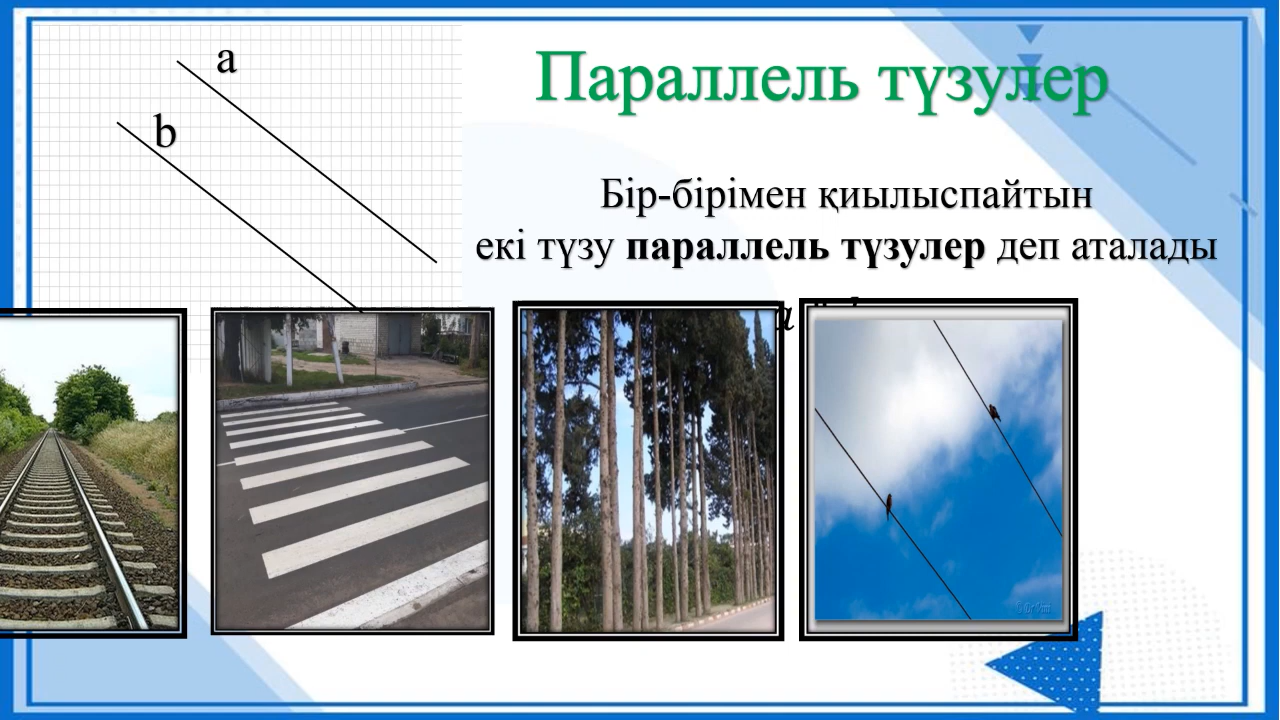 a
b
Параллель түзулер
Бір-бірімен қиылыспайтын
екі түзу параллель түзулер деп аталады